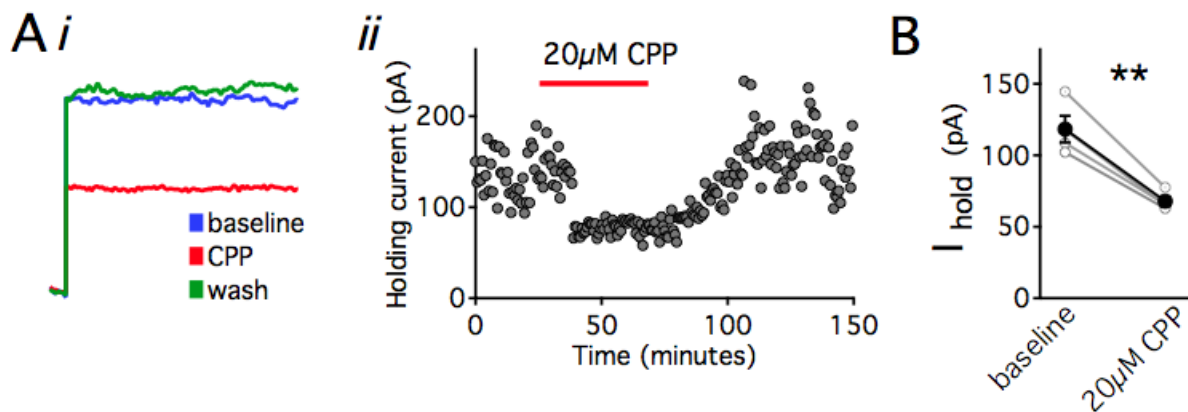 A i
baseline
CPP
wash
ii
20µM CPP
Holding current (pA)
200
100
0
0 50 100 150
Time (minutes)
B
**
I hold (pA)
150
100
50
0
baseline
20µM CPP